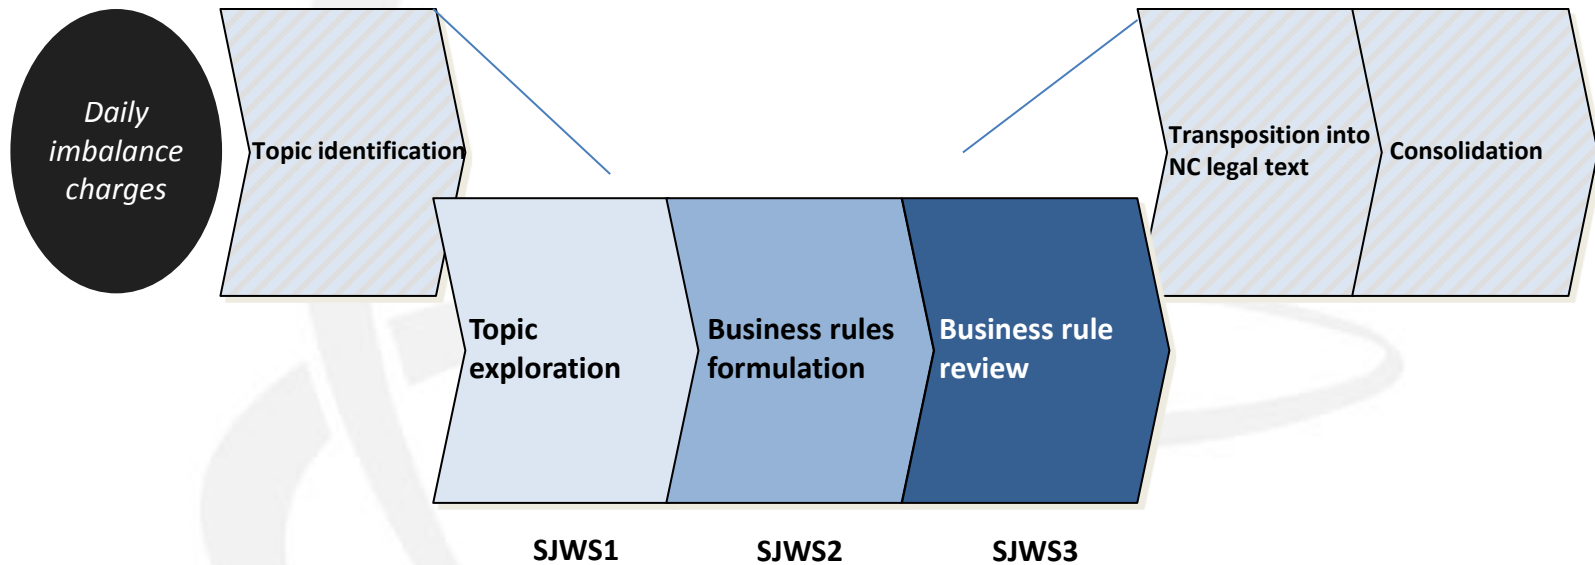 Daily
imbalance
charges
Topic identification
Transposition into
NC legal text
Consolidation
Topic
exploration
Business rules
formulation
Business rule
review
SJWS1
SJWS2
SJWS3